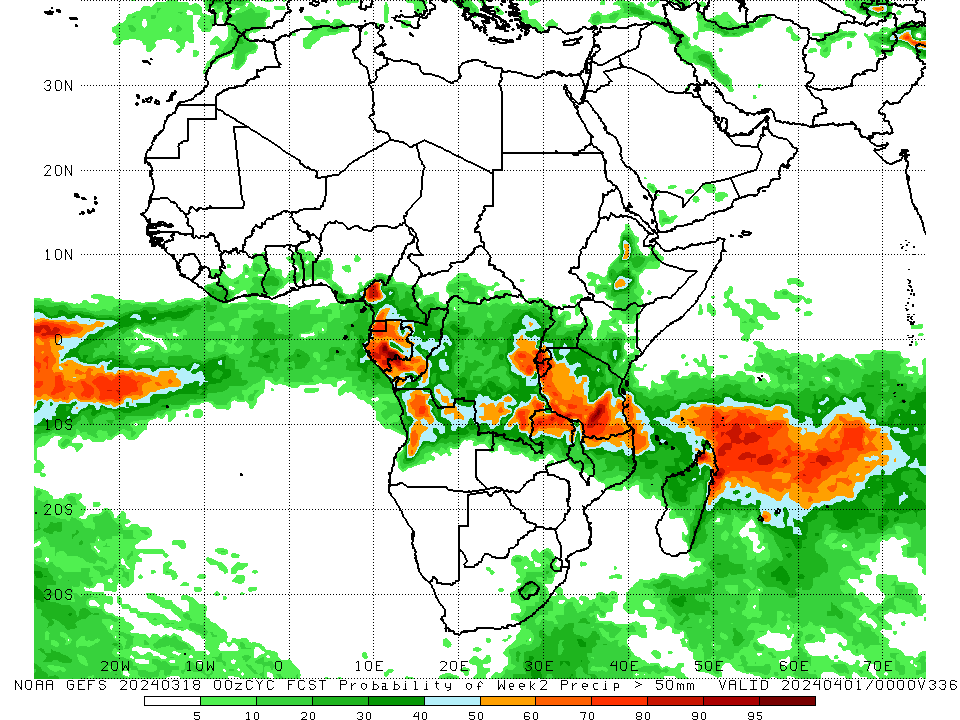 30N
20N
10N
0
10S
20S
30S
20W 10W 0 10E 20E 30E 40E 50E 60E 70E
NOAA GEFS 20240318 00zCYC FCST Probability of Week2 Precip > 50mm VALID 2024040170000V336
5 10 20 30 40 50 60 70 80 90 95